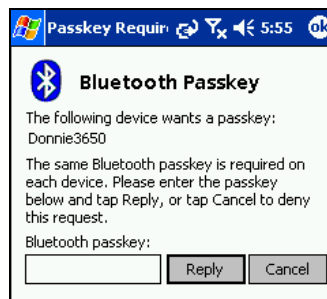 Passkey Requir 5:55 ok
Bluetooth Passkey
The following device wants a passkey:
Donnie3650
The same Bluetooth passkey is required on
each device. Please enter the passkey
below and tap Reply, or tap Cancel to deny
this request.
Bluetooth passkey:
Reply Cancel